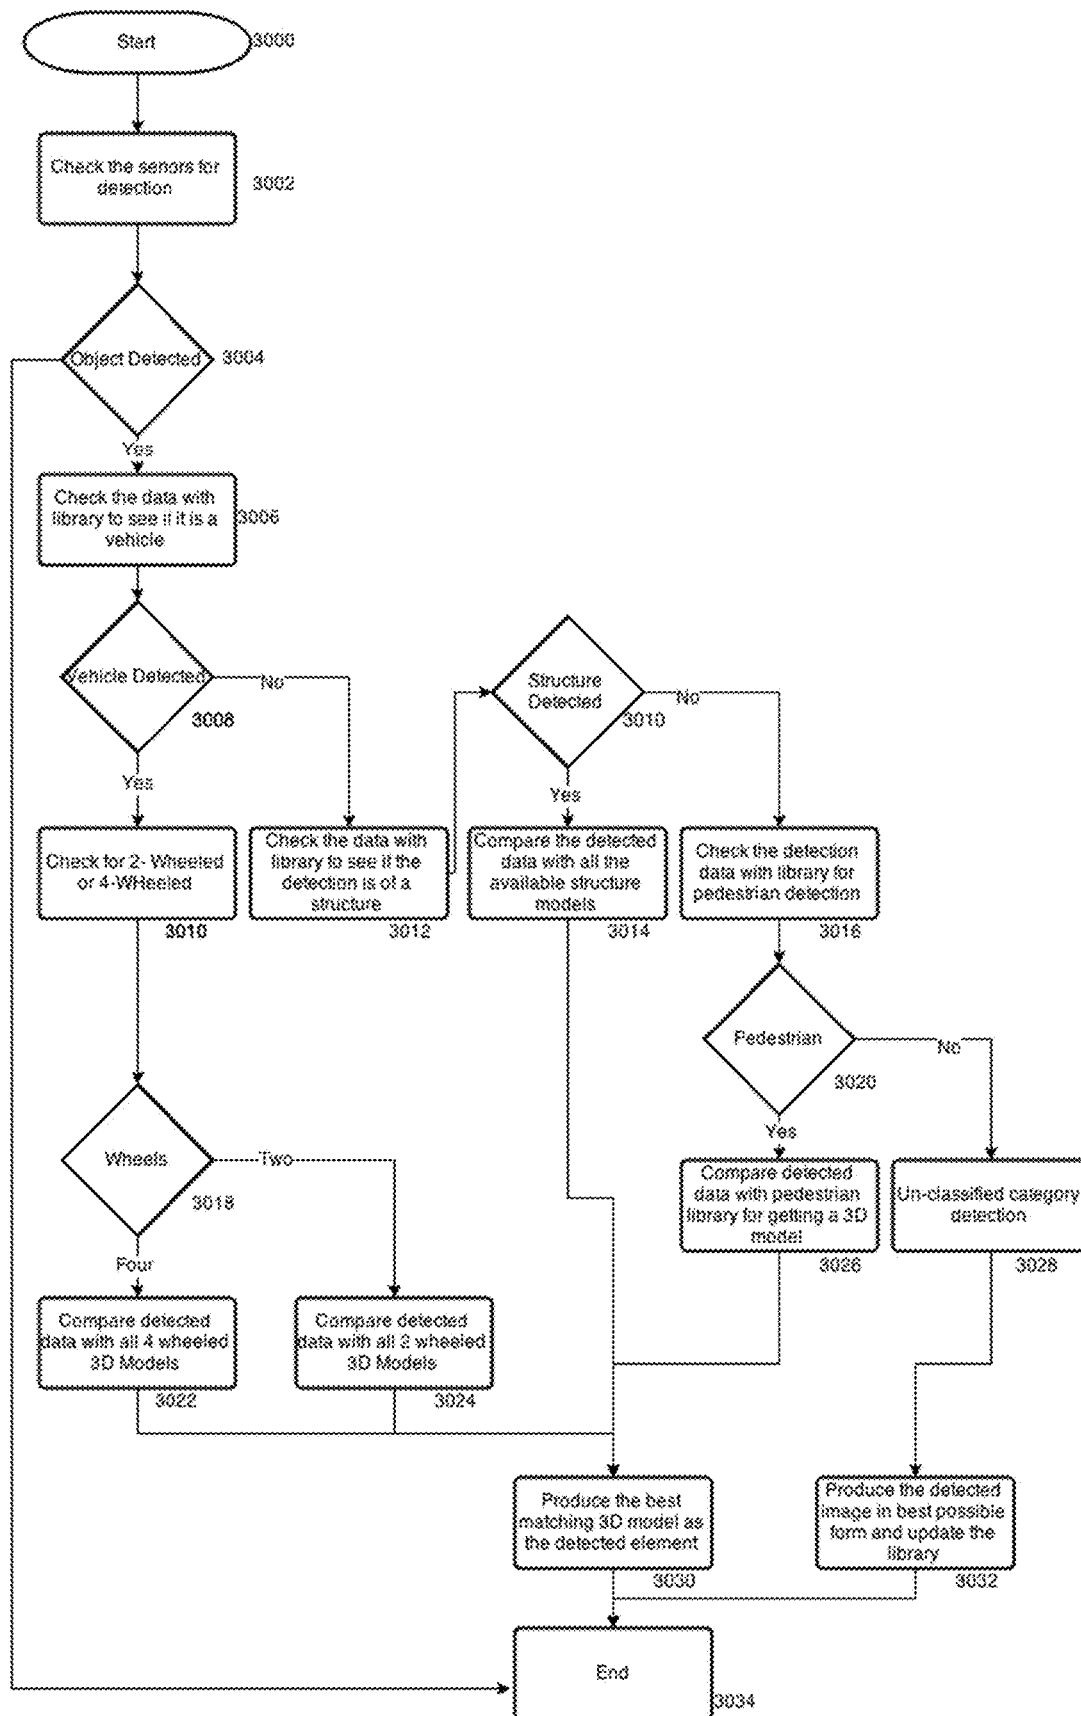 Start
3000
Check the senors for
detection
3002
Object Detected
3004
Yes
Check the data with
library to see if it is a
vehicle
3006
Vehicle Detected
3008
No
Yes
Structure
Detected
3010
No
Yes
Check for 2- Wheeled
or 4-WHeeled
3010
Check the data with
library to see if the
detection is of a
structure
3012
Compare the detected
data with all the
available structure
models
3014
Check the detection
data with library for
pedestrian detection
3016
Pedestrian
3020
No
Yes
Wheels
3018
Two
Four
Compare detected
data with pedestrian
library for getting a 3D
model
3026
Un-classified category
detection
3028
Compare detected
data with all 4 wheeled
3D Models
3022
Compare detected
data with all 2 wheeled
3D Models
3024
Produce the best
matching 3D model as
the detected element
3030
Produce the detected
image in best possible
form and update the
library
3032
End
3034